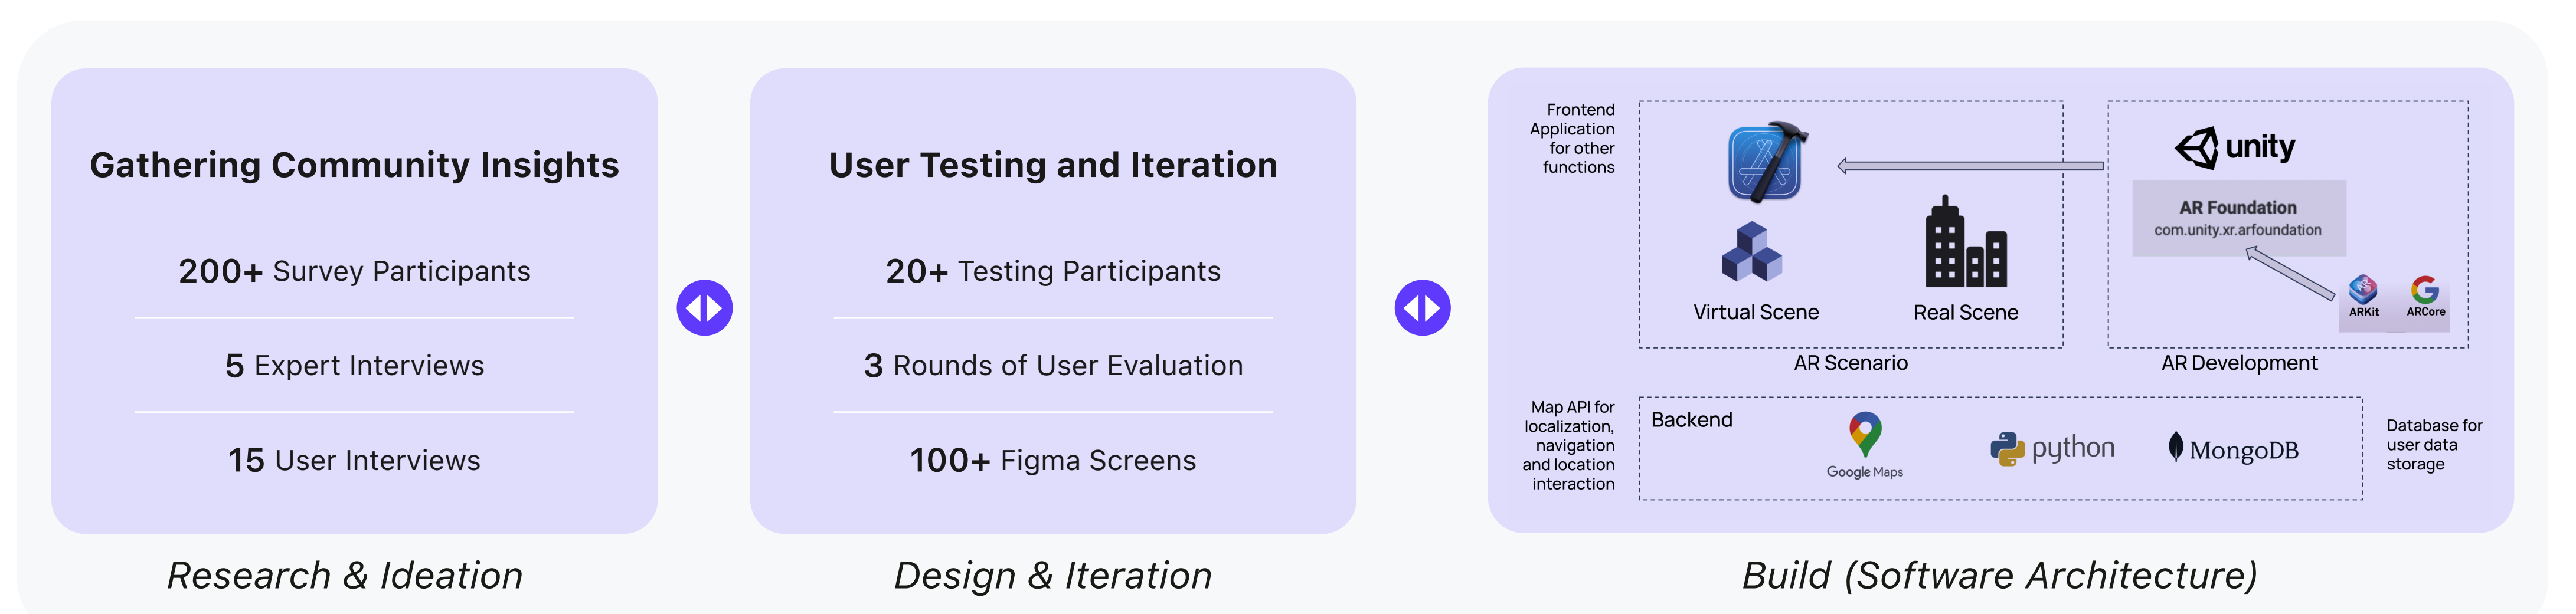 Gathering Community Insights
200+ Survey Participants
5 Expert Interviews
15 User Interviews
Research & Ideation
User Testing and Iteration
20+ Testing Participants
3 Rounds of User Evaluation
100+ Figma Screens
Design & Iteration
Frontend
Application
for other
functions
Virtual Scene
Real Scene
AR Scenario
unity
AR Foundation
com.unity.xr.arfoundation
ARKit
ARCore
AR Development
Map API for
localization,
navigation
and location
interaction
Backend
Google Maps
python
MongoDB
Database for
user data
storage
Build (Software Architecture)